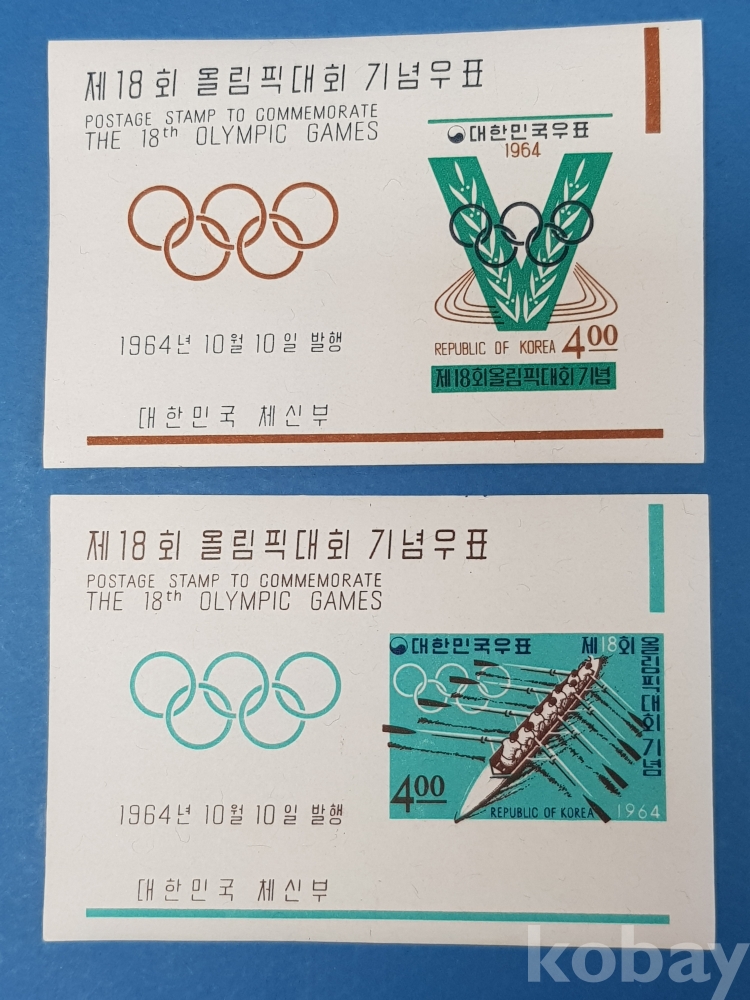 제18회 올림픽대회 기념우표
POSTAGE STAMP TO COMMEMORATE
THE 18th OLYMPIC GAMES
대한민국우표
1964
REPUBLIC OF KOREA 4.00
제18회올림픽대회기념
1964년 10월 10일 발행
대한민국 체신부
제18회 올림픽대회 기념우표
POSTAGE STAMP TO COMMEMORATE
THE 18th OLYMPIC GAMES
대한민국우표
제18회
올림픽대회기념
4.00
REPUBLIC OF KOREA 1964
1964년 10월 10일 발행
대한민국 체신부
kobay